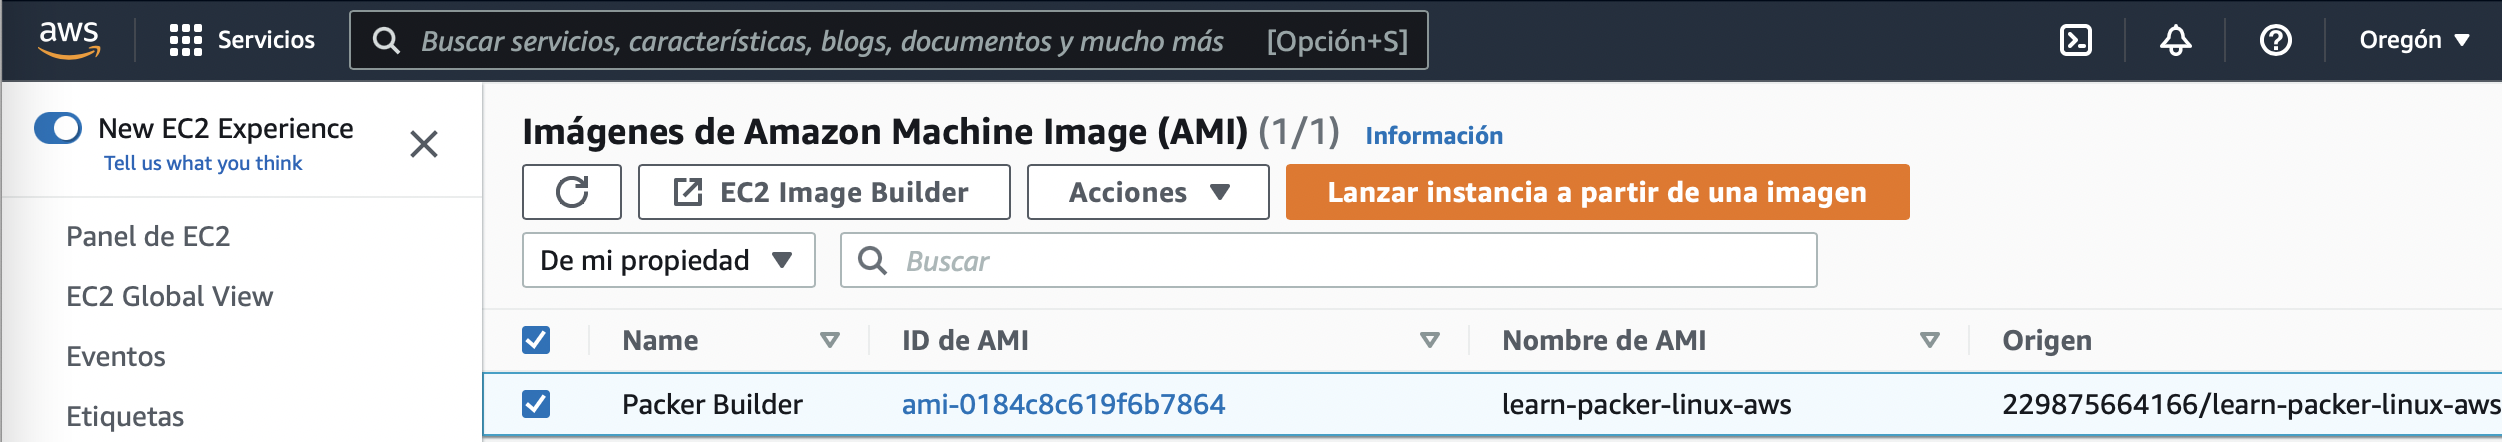 aws
Servicios
Buscar servicios, características, blogs, documentos y mucho más [Opción+S]
Oregón
New EC2 Experience
Tell us what you think
Panel de EC2
EC2 Global View
Eventos
Etiquetas
Imágenes de Amazon Machine Image (AMI) (1/1) Información
EC2 Image Builder
Acciones
Lanzar instancia a partir de una imagen
De mi propiedad
Buscar
Name ID de AMI Nombre de AMI Origen
Packer Builder ami-0184c8c619f6b7864 learn-packer-linux-aws 229875664166/learn-packer-linux-aws